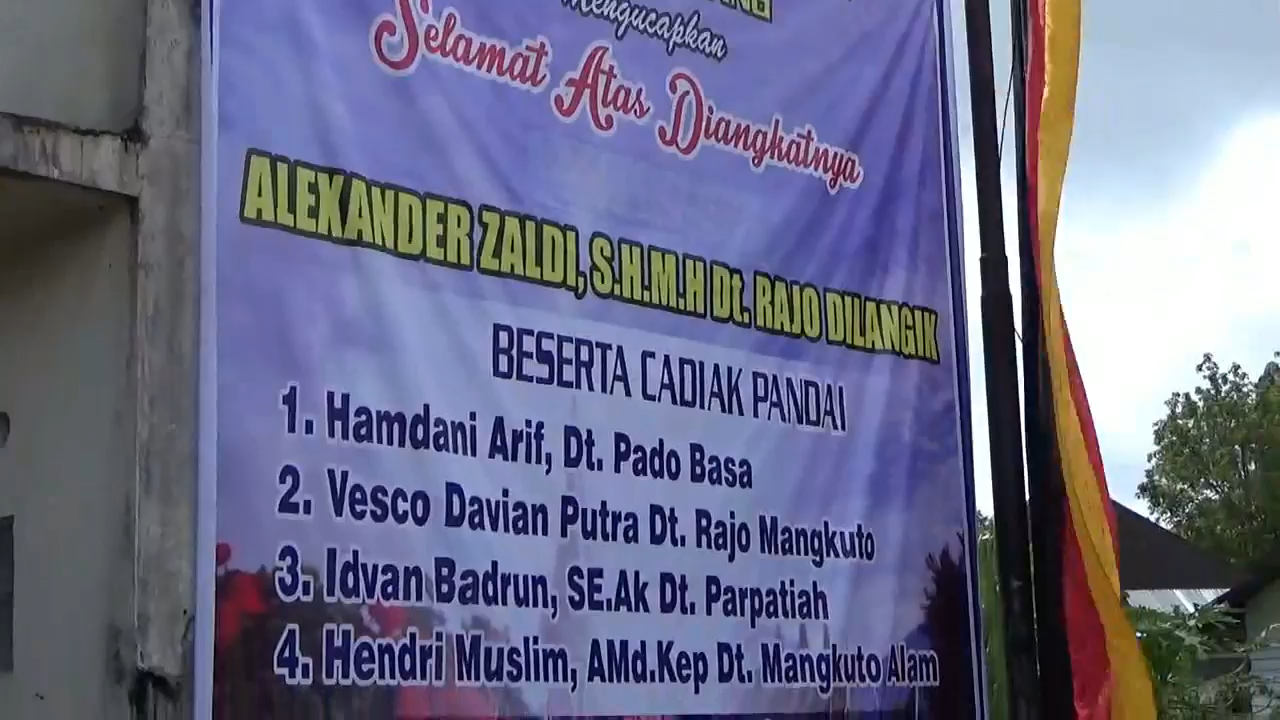 Mengucapkan
Selamat Atas Diangkatnya
ALEXANDER ZALDI, S.H.M.H Dt. RAJO DILANGIK
BESERTA CADIAK PANDAI
1. Hamdani Arif, Dt. Pado Basa
2. Vesco Davian Putra Dt. Rajo Mangkuto
3. Idvan Badrun, SE.Ak Dt. Parpatiah
4. Hendri Muslim, AMd.Kep Dt. Mangkuto Alam